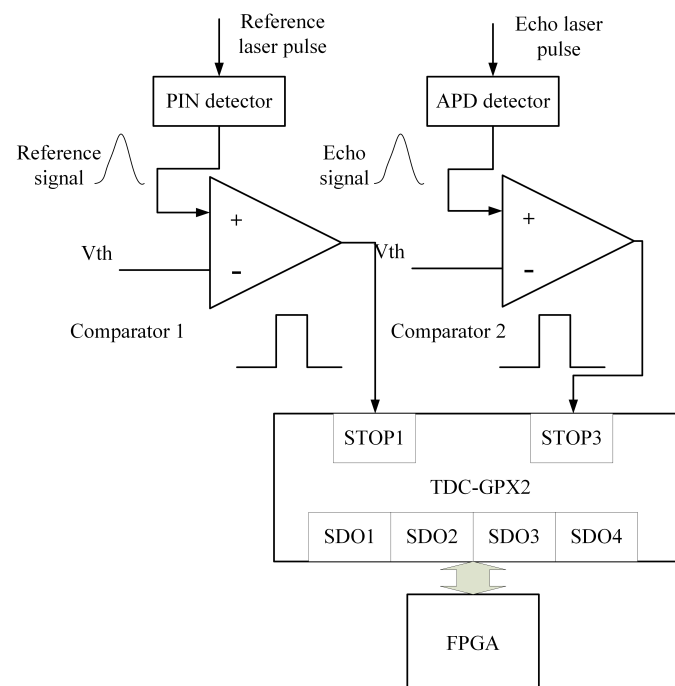 Reference
laser pulse
Echo laser
pulse
PIN detector
APD detector
Reference
signal
Echo
signal
+
+
Vth
-
Vth
-
Comparator 1
Comparator 2
STOP1
STOP3
TDC-GPX2
SDO1
SDO2
SDO3
SDO4
FPGA